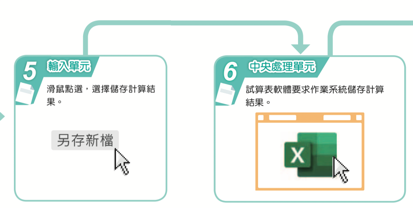 5 輸入單元
滑鼠點選，選擇儲存計算結
果。
另存新檔
6 中央處理單元
試算表軟體要求作業系統儲存計算
結果。
X